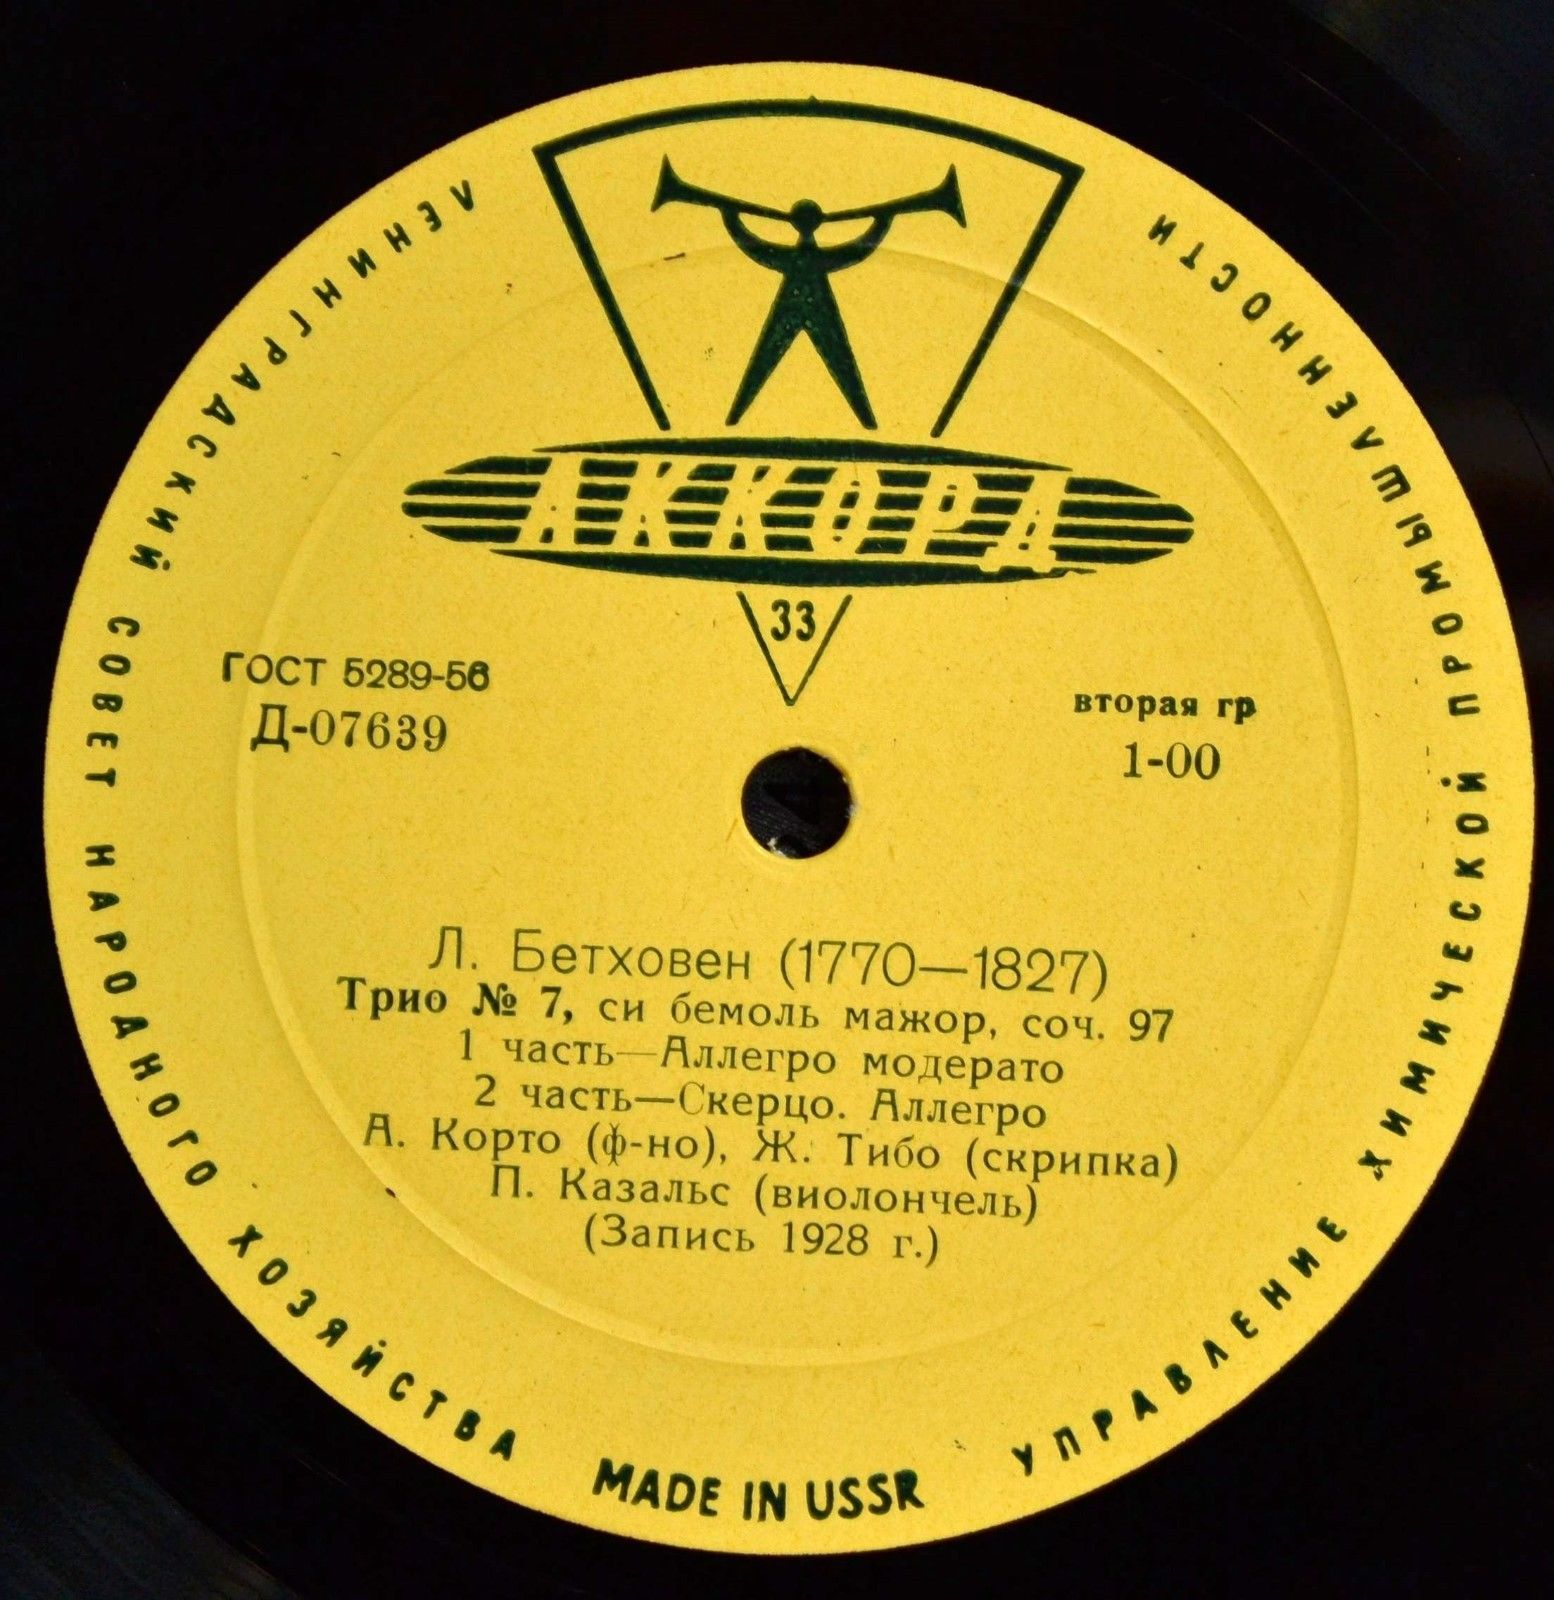 ЛЕНИНГРАДСКИЙ СОВЕТ НАРОДНОГО ХОЗЯЙСТВА
УПРАВЛЕНИЕ ХИМИЧЕСКОЙ ПРОМЫШЛЕННОСТИ
АККОРД
33
ГОСТ 5289-56
Д-07639
вторая гр
1-00
Л. Бетховен (1770—1827)
Трио № 7, си бемоль мажор, соч. 97
1 часть—Аллегро модерато
2 часть—Скерцо. Аллегро
А. Корто (ф-но), Ж. Тибо (скрипка)
П. Казальс (виолончель)
(Запись 1928 г.)
MADE IN USSR